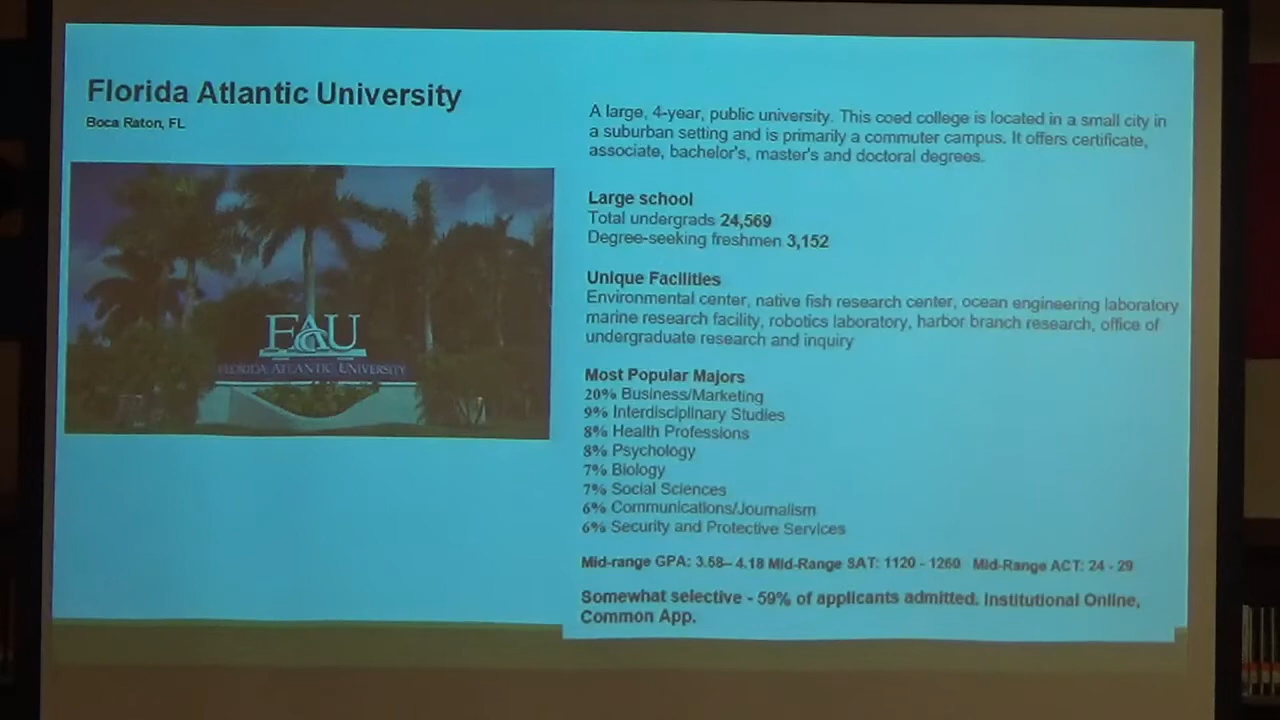 Florida Atlantic University
Boca Raton, FL
FAU
FLORIDA ATLANTIC UNIVERSITY
A large, 4-year, public university. This coed college is located in a small city in
a suburban setting and is primarily a commuter campus. It offers certificate,
associate, bachelor's, master's and doctoral degrees.
Large school
Total undergrads 24,569
Degree-seeking freshmen 3,152
Unique Facilities
Environmental center, native fish research center, ocean engineering laboratory
marine research facility, robotics laboratory, harbor branch research, office of
undergraduate research and inquiry
Most Popular Majors
20% Business/Marketing
9% Interdisciplinary Studies
8% Health Professions
8% Psychology
7% Biology
7% Social Sciences
6% Communications/Journalism
6% Security and Protective Services
Mid-range GPA: 3.58– 4.18 Mid-Range SAT: 1120 - 1260 Mid-Range ACT: 24 - 29
Somewhat selective - 59% of applicants admitted. Institutional Online,
Common App.